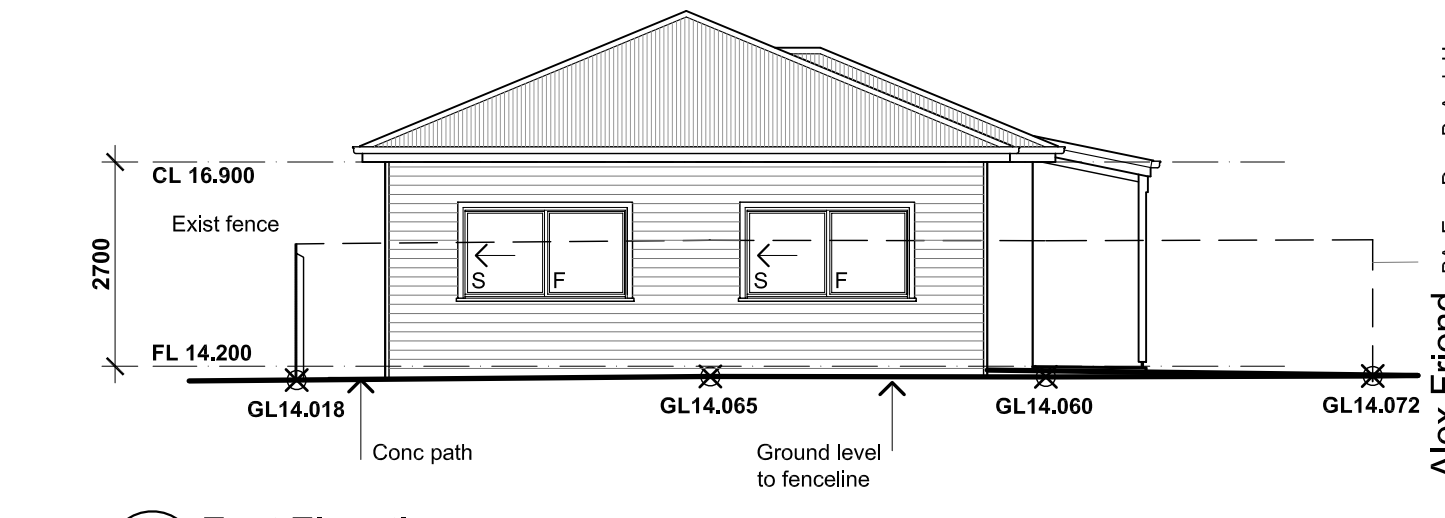 CL 16.900
Exist fence
2700
S
F
S
F
FL 14.200
GL14.018
GL14.065
GL14.060
GL14.072
Conc path
Ground level
to fenceline